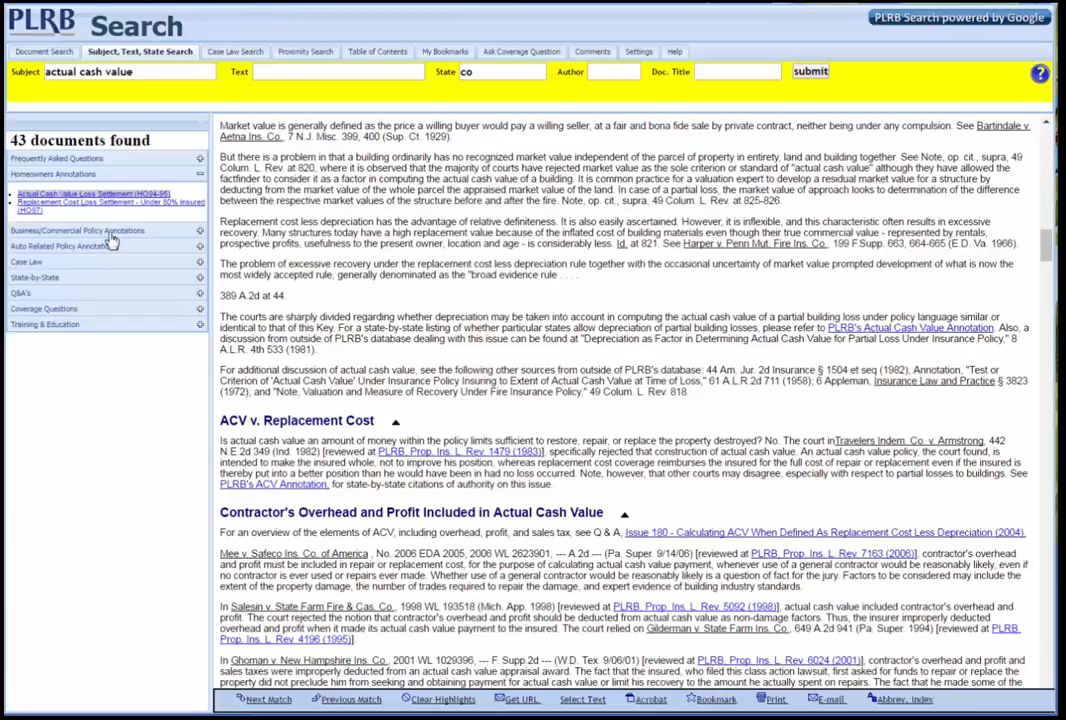 PLRB Search
PLRB Search powered by Google
Document Search Subject, Text, State Search Case Law Search Proximity Search Table of Contents My Bookmarks Ask Coverage Question Comments Settings Help
Subject actual cash value Text State co Author Doc. Title submit ?
43 documents found
Frequently Asked Questions
Homeowners Annotations
Actual Cash Value Loss Settlement (HO94-95)
Replacement Cost Loss Settlement - Under 80% Insured
(HO97)
Business/Commercial Policy Annotations
Auto Related Policy Annotations
Case Law
State-by-State
Q&A's
Coverage Questions
Training & Education
Market value is generally defined as the price a willing buyer would pay a willing seller, at a fair and bona fide sale by private contract, neither being under any compulsion. See Bartindale v.
Aetna Ins. Co., 7 N.J. Misc. 399, 400 (Sup. Ct. 1929).
But there is a problem in that a building ordinarily has no recognized market value independent of the parcel of property in entirety, land and building together. See Note, op. cit., supra, 49
Colum. L. Rev. at 820, where it is observed that the majority of courts have rejected market value as the sole criterion or standard of "actual cash value" although they have allowed the
factfinder to consider it as a factor in computing the actual cash value of a building. It is common practice for a valuation expert to develop a residual market value for a structure by
deducting from the market value of the whole parcel the appraised market value of the land. In case of a partial loss, the market value of approach looks to determination of the difference
between the respective market values of the structure before and after the fire. Note, op. cit., supra, 49 Colum. L. Rev. at 825-826.
Replacement cost less depreciation has the advantage of relative definiteness. It is also easily ascertained. However, it is inflexible, and this characteristic often results in excessive
recovery. Many structures today have a high replacement value because of the inflated cost of building materials even though their true commercial value - represented by rentals,
prospective profits, usefulness to the present owner, location and age - is considerably less. Id. at 821. See Harper v. Penn Mut. Fire Ins. Co., 199 F.Supp. 663, 664-665 (E.D. Va. 1966).
The problem of excessive recovery under the replacement cost less depreciation rule together with the occasional uncertainty of market value prompted development of what is now the
most widely accepted rule, generally denominated as the "broad evidence rule . . . .
389 A.2d at 44.
The courts are sharply divided regarding whether depreciation may be taken into account in computing the actual cash value of a partial building loss under policy language similar or
identical to that of this Key. For a state-by-state listing of whether particular states allow depreciation of partial building losses, please refer to PLRB's Actual Cash Value Annotation. Also, a
discussion from outside of PLRB's database dealing with this issue can be found at "Depreciation as Factor in Determining Actual Cash Value for Partial Loss Under Insurance Policy," 8
A.L.R. 4th 533 (1981).
For additional discussion of actual cash value, see the following other sources from outside of PLRB's database: 44 Am. Jur. 2d Insurance § 1504 et seq (1982), Annotation, "Test or
Criterion of 'Actual Cash Value' Under Insurance Policy Insuring to Extent of Actual Cash Value at Time of Loss," 61 A.L.R.2d 711 (1958); 6 Appleman, Insurance Law and Practice § 3823
(1972), and "Note, Valuation and Measure of Recovery Under Fire Insurance Policy," 49 Colum. L. Rev. 818.
ACV v. Replacement Cost
Is actual cash value an amount of money within the policy limits sufficient to restore, repair, or replace the property destroyed? No. The court in Travelers Indem. Co. v. Armstrong, 442
N.E.2d 349 (Ind. 1982) [reviewed at PLRB, Prop. Ins. L. Rev. 1479 (1983)], specifically rejected that construction of actual cash value. An actual cash value policy, the court found, is
intended to make the insured whole, not to improve his position, whereas replacement cost coverage reimburses the insured for the full cost of repair or replacement even if the insured is
thereby put into a better position than he would have been in had no loss occurred. Note, however, that other courts may disagree, especially with respect to partial losses to buildings. See
PLRB's ACV Annotation, for state-by-state citations of authority on this issue.
Contractor's Overhead and Profit Included in Actual Cash Value
For an overview of the elements of ACV, including overhead, profit, and sales tax, see Q & A, Issue 180 - Calculating ACV When Defined As Replacement Cost Less Depreciation (2004).
Mee v. Safeco Ins. Co. of America , No. 2006 EDA 2005, 2006 WL 2623901, --- A.2d --- (Pa. Super. 9/14/06) [reviewed at PLRB, Prop. Ins. L. Rev. 7163 (2006)], contractor's overhead
and profit must be included in repair or replacement cost, for the purpose of calculating actual cash value payment, whenever use of a general contractor would be reasonably likely, even if
no contractor is ever used or repairs ever made. Whether use of a general contractor would be reasonably likely is a question of fact for the jury. Factors to be considered may include the
extent of the property damage, the number of trades required to repair the damage, and expert evidence of building industry standards.
In Salesin v. State Farm Fire & Cas. Co., 1998 WL 193518 (Mich. App. 1998) [reviewed at PLRB, Prop. Ins. L. Rev. 5092 (1998)], actual cash value included contractor's overhead and
profit. The court rejected the notion that contractor's overhead and profit should be deducted from actual cash value as non-damage factors. Thus, the insurer improperly deducted
overhead and profit when it made its actual cash value payment to the insured. The court relied on Gilderman v. State Farm Ins. Co., 649 A.2d 941 (Pa. Super. 1994) [reviewed at PLRB,
Prop. Ins. L. Rev. 4196 (1995)].
In Ghoman v. New Hampshire Ins. Co., 2001 WL 1029396, --- F. Supp.2d --- (W.D. Tex. 9/06/01) [reviewed at PLRB, Prop. Ins. L. Rev. 6024 (2001)], contractor's overhead and profit and
sales taxes were improperly deducted from an actual cash value appraisal award. The fact that the insured, who filed this class action lawsuit, never used funds to repair or replace the
property did not preclude him from seeking and obtaining payment for actual cash value or limit his recovery to the amount he actually spent on repairs. The fact that he made some of the
Next Match Previous Match Clear Highlights Get URL Select Text Acrobat Bookmark Print E-mail Abbrev. Index